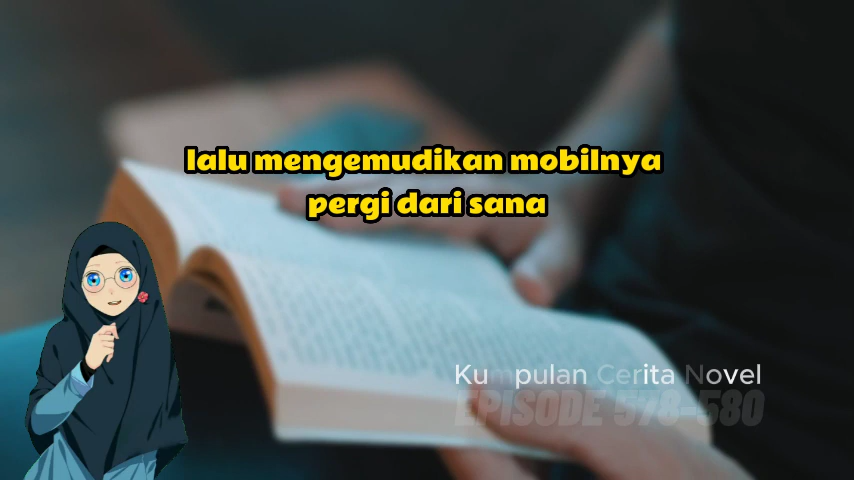 lalu mengemudikan mobilnya
pergi dari sana
Kumpulan Cerita Novel
EPISODE 578-580